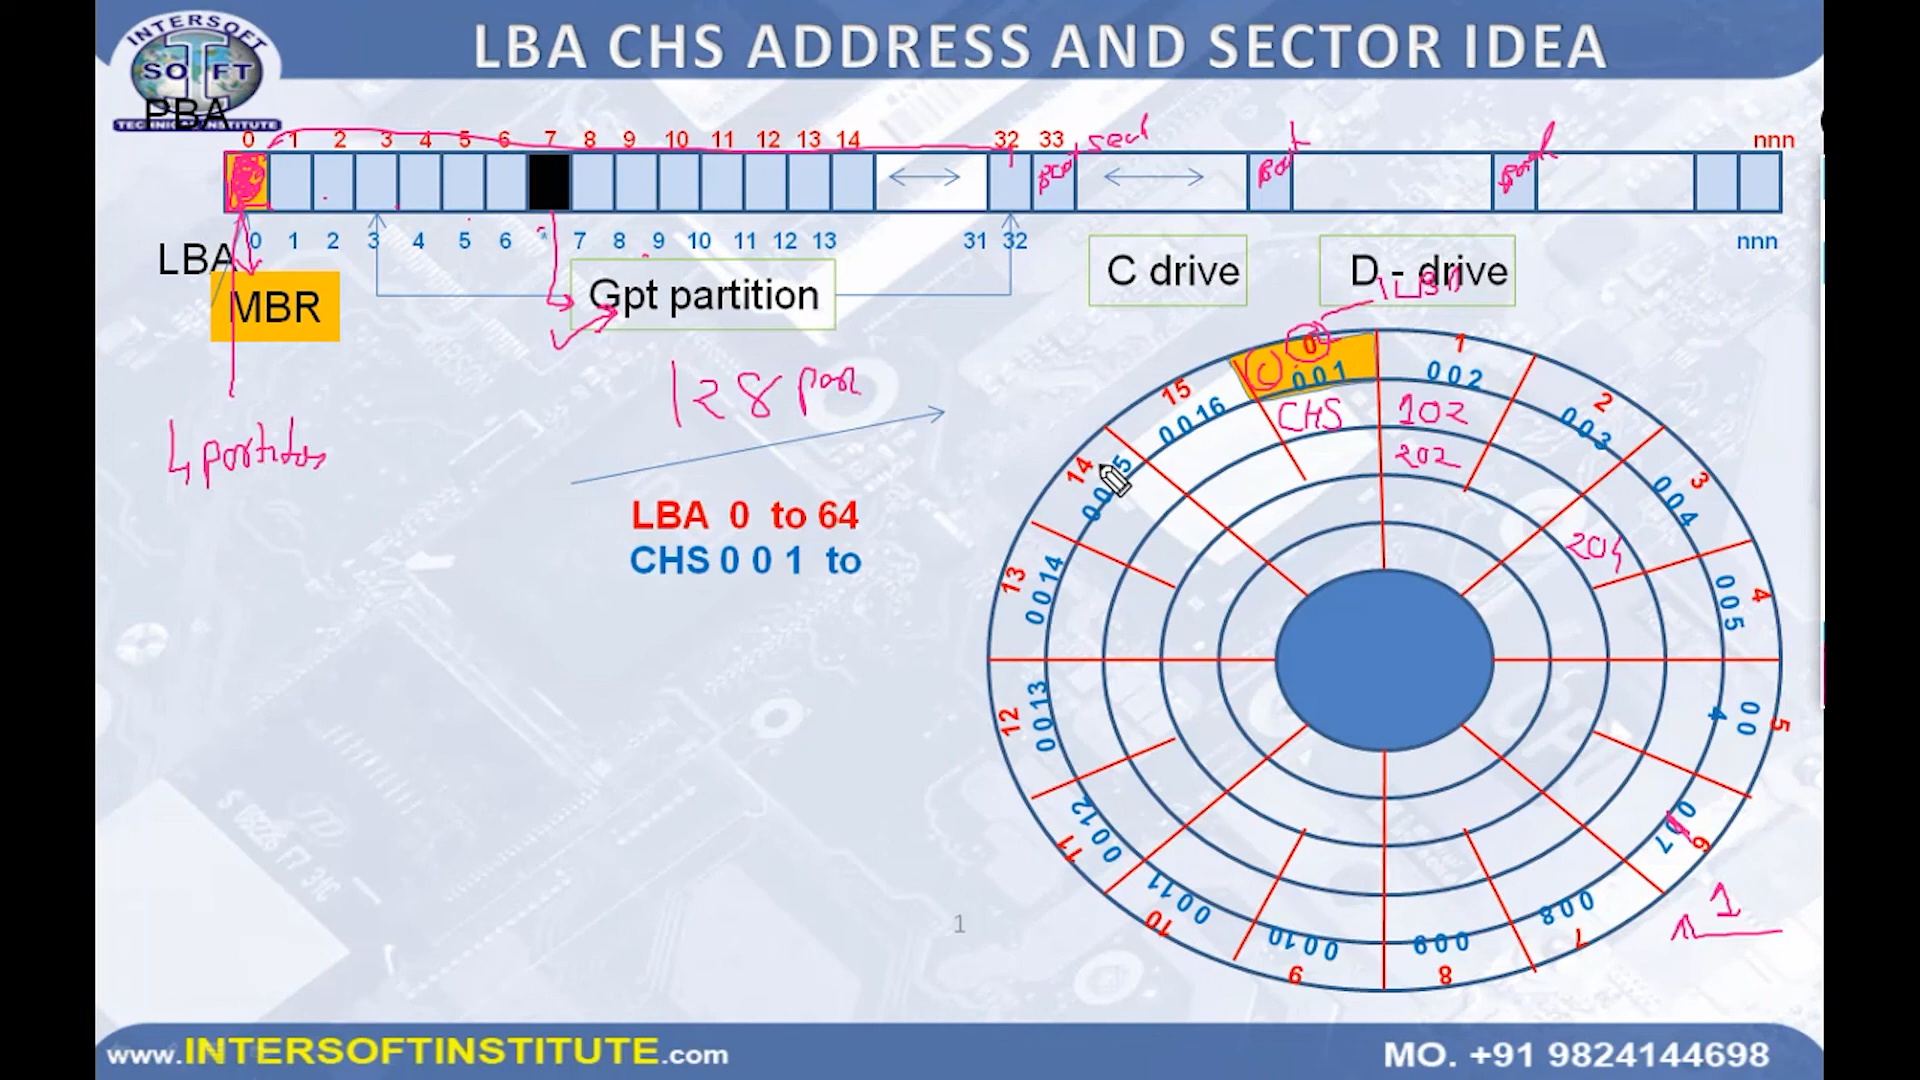 LBA CHS ADDRESS AND SECTOR IDEA
INTERSOFT
SOFT
PBA
TECHNICAL INSTITUTE
0 1 2 3 4 5 6 7 8 9 10 11 12 13 14 32 33 nnn
LBA 0 1 2 3 4 5 6 * 7 8 9 10 11 12 13 31 32 nnn
MBR
Gpt partition
C drive
D - drive
128
4
LBA 0 to 64
CHS 0 0 1 to
0 1 2 3 4 5 6 7 8 9 10 11 12 13 14 15
0 0 1
0 0 2
0 0 3
0 0 4
0 0 5
0 0 4
0 0 7
0 0 8
0 0 9
0 0 10
0 0 11
0 0 12
0 0 13
0 0 14
0 0 16
CHS 102
202
204
1
1
www.INTERSOFTINSTITUTE.com
MO. +91 9824144698